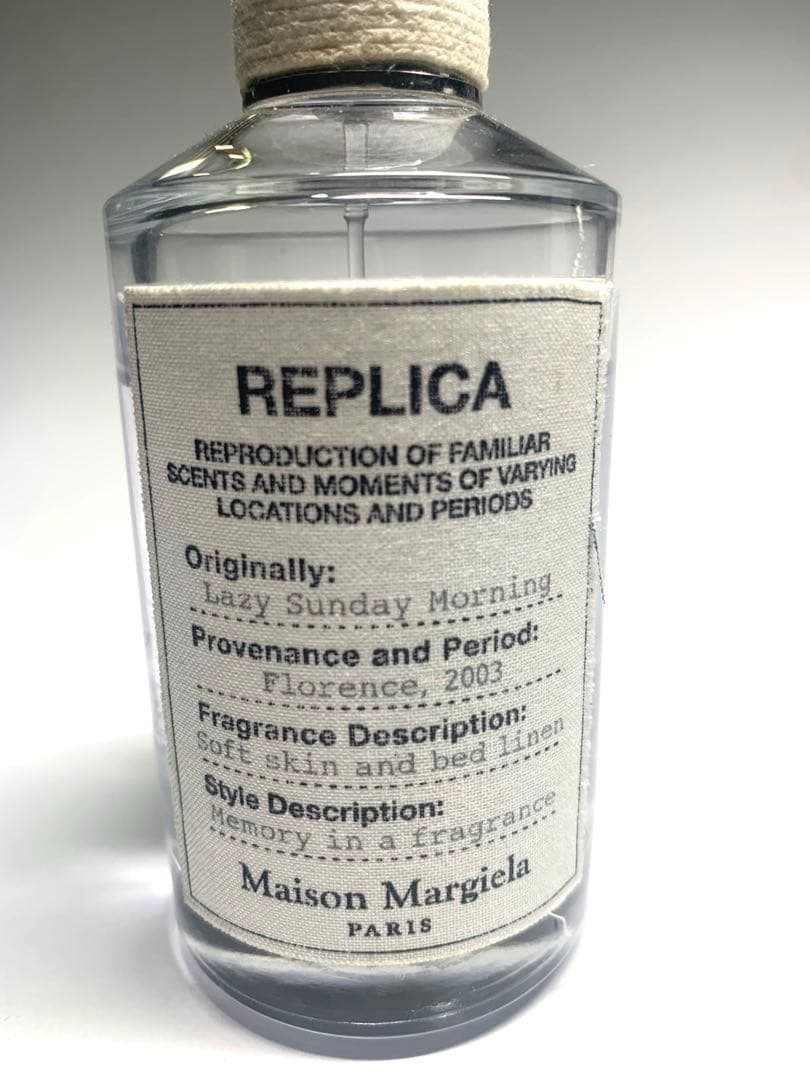 REPLICA
REPRODUCTION OF FAMILIAR
SCENTS AND MOMENTS OF VARYING
LOCATIONS AND PERIODS
Originally:
Lazy Sunday Morning
Provenance and Period:
Florence, 2003
Fragrance Description:
Soft skin and bed linen
Style Description:
Memory in a fragrance
Maison Margiela
PARIS